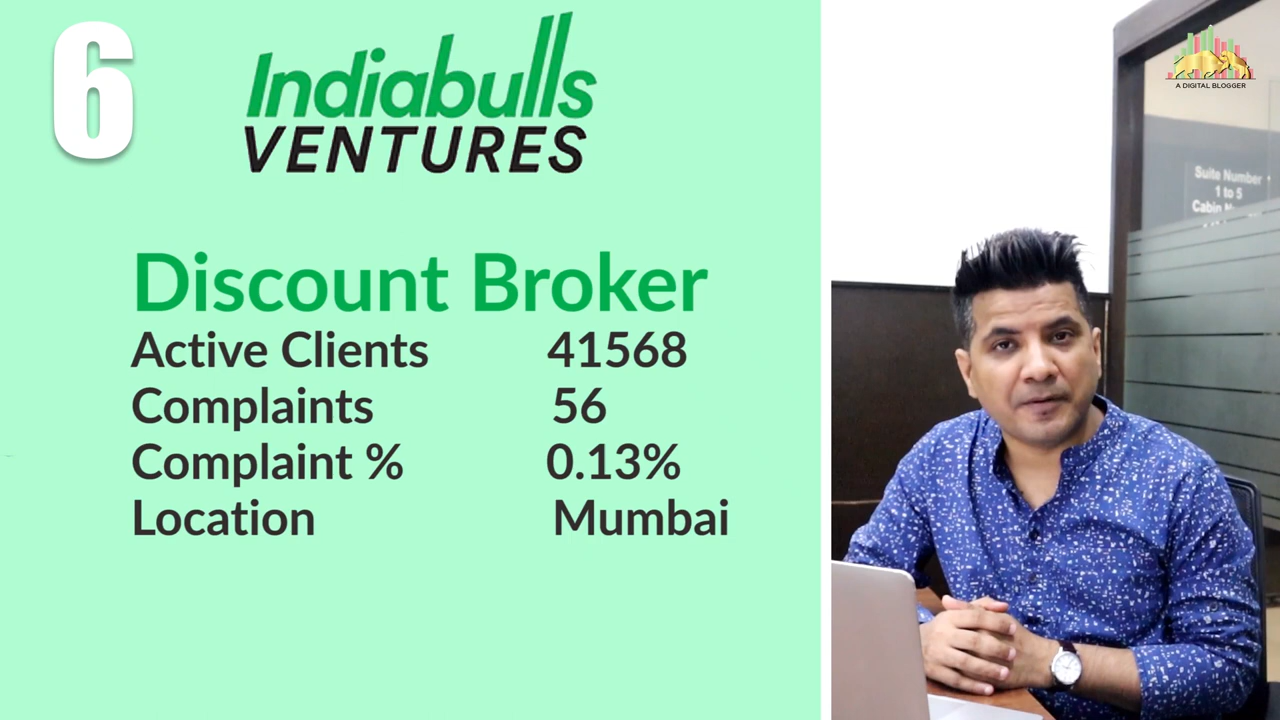 6
Indiabulls
VENTURES
Discount Broker
Active Clients 41568
Complaints 56
Complaint % 0.13%
Location Mumbai
A DIGITAL BLOGGER
Suite Number
1 to 5
Cabin